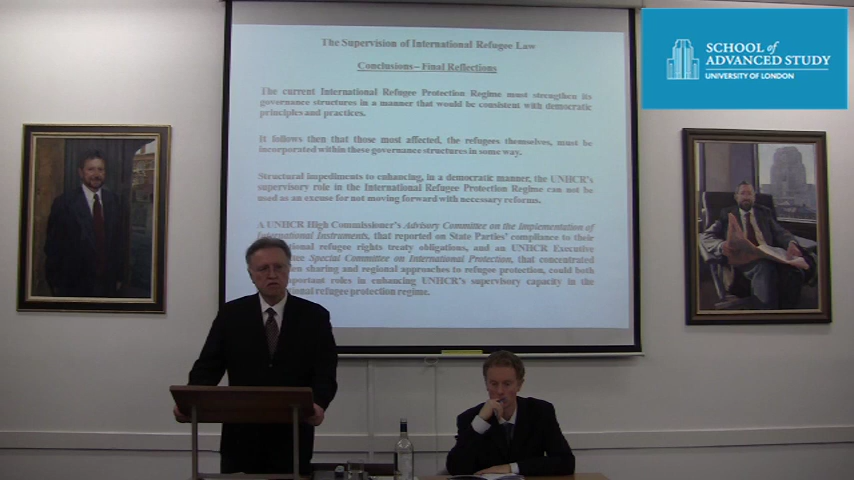 The Supervision of International Refugee Law
Conclusions – Final Reflections
The current International Refugee Protection Regime must strengthen its
governance structures in a manner that would be consistent with democratic
principles and practices.
It follows then that those most affected, the refugees themselves, must be
incorporated within these governance structures in some way.
Structural impediments to enhancing, in a democratic manner, the UNHCR's
supervisory role in the International Refugee Protection Regime can not be
used as an excuse for not moving forward with necessary reforms.
A UNHCR High Commissioner's Advisory Committee on the Implementation of
International Instruments, that reported on State Parties' compliance to their
refugee rights treaty obligations, and an UNHCR Executive
Special Committee on International Protection, that concentrated
sharing and regional approaches to refugee protection, could both
important roles in enhancing UNHCR's supervisory capacity in the
refugee protection regime.
SCHOOL of
ADVANCED STUDY
UNIVERSITY OF LONDON